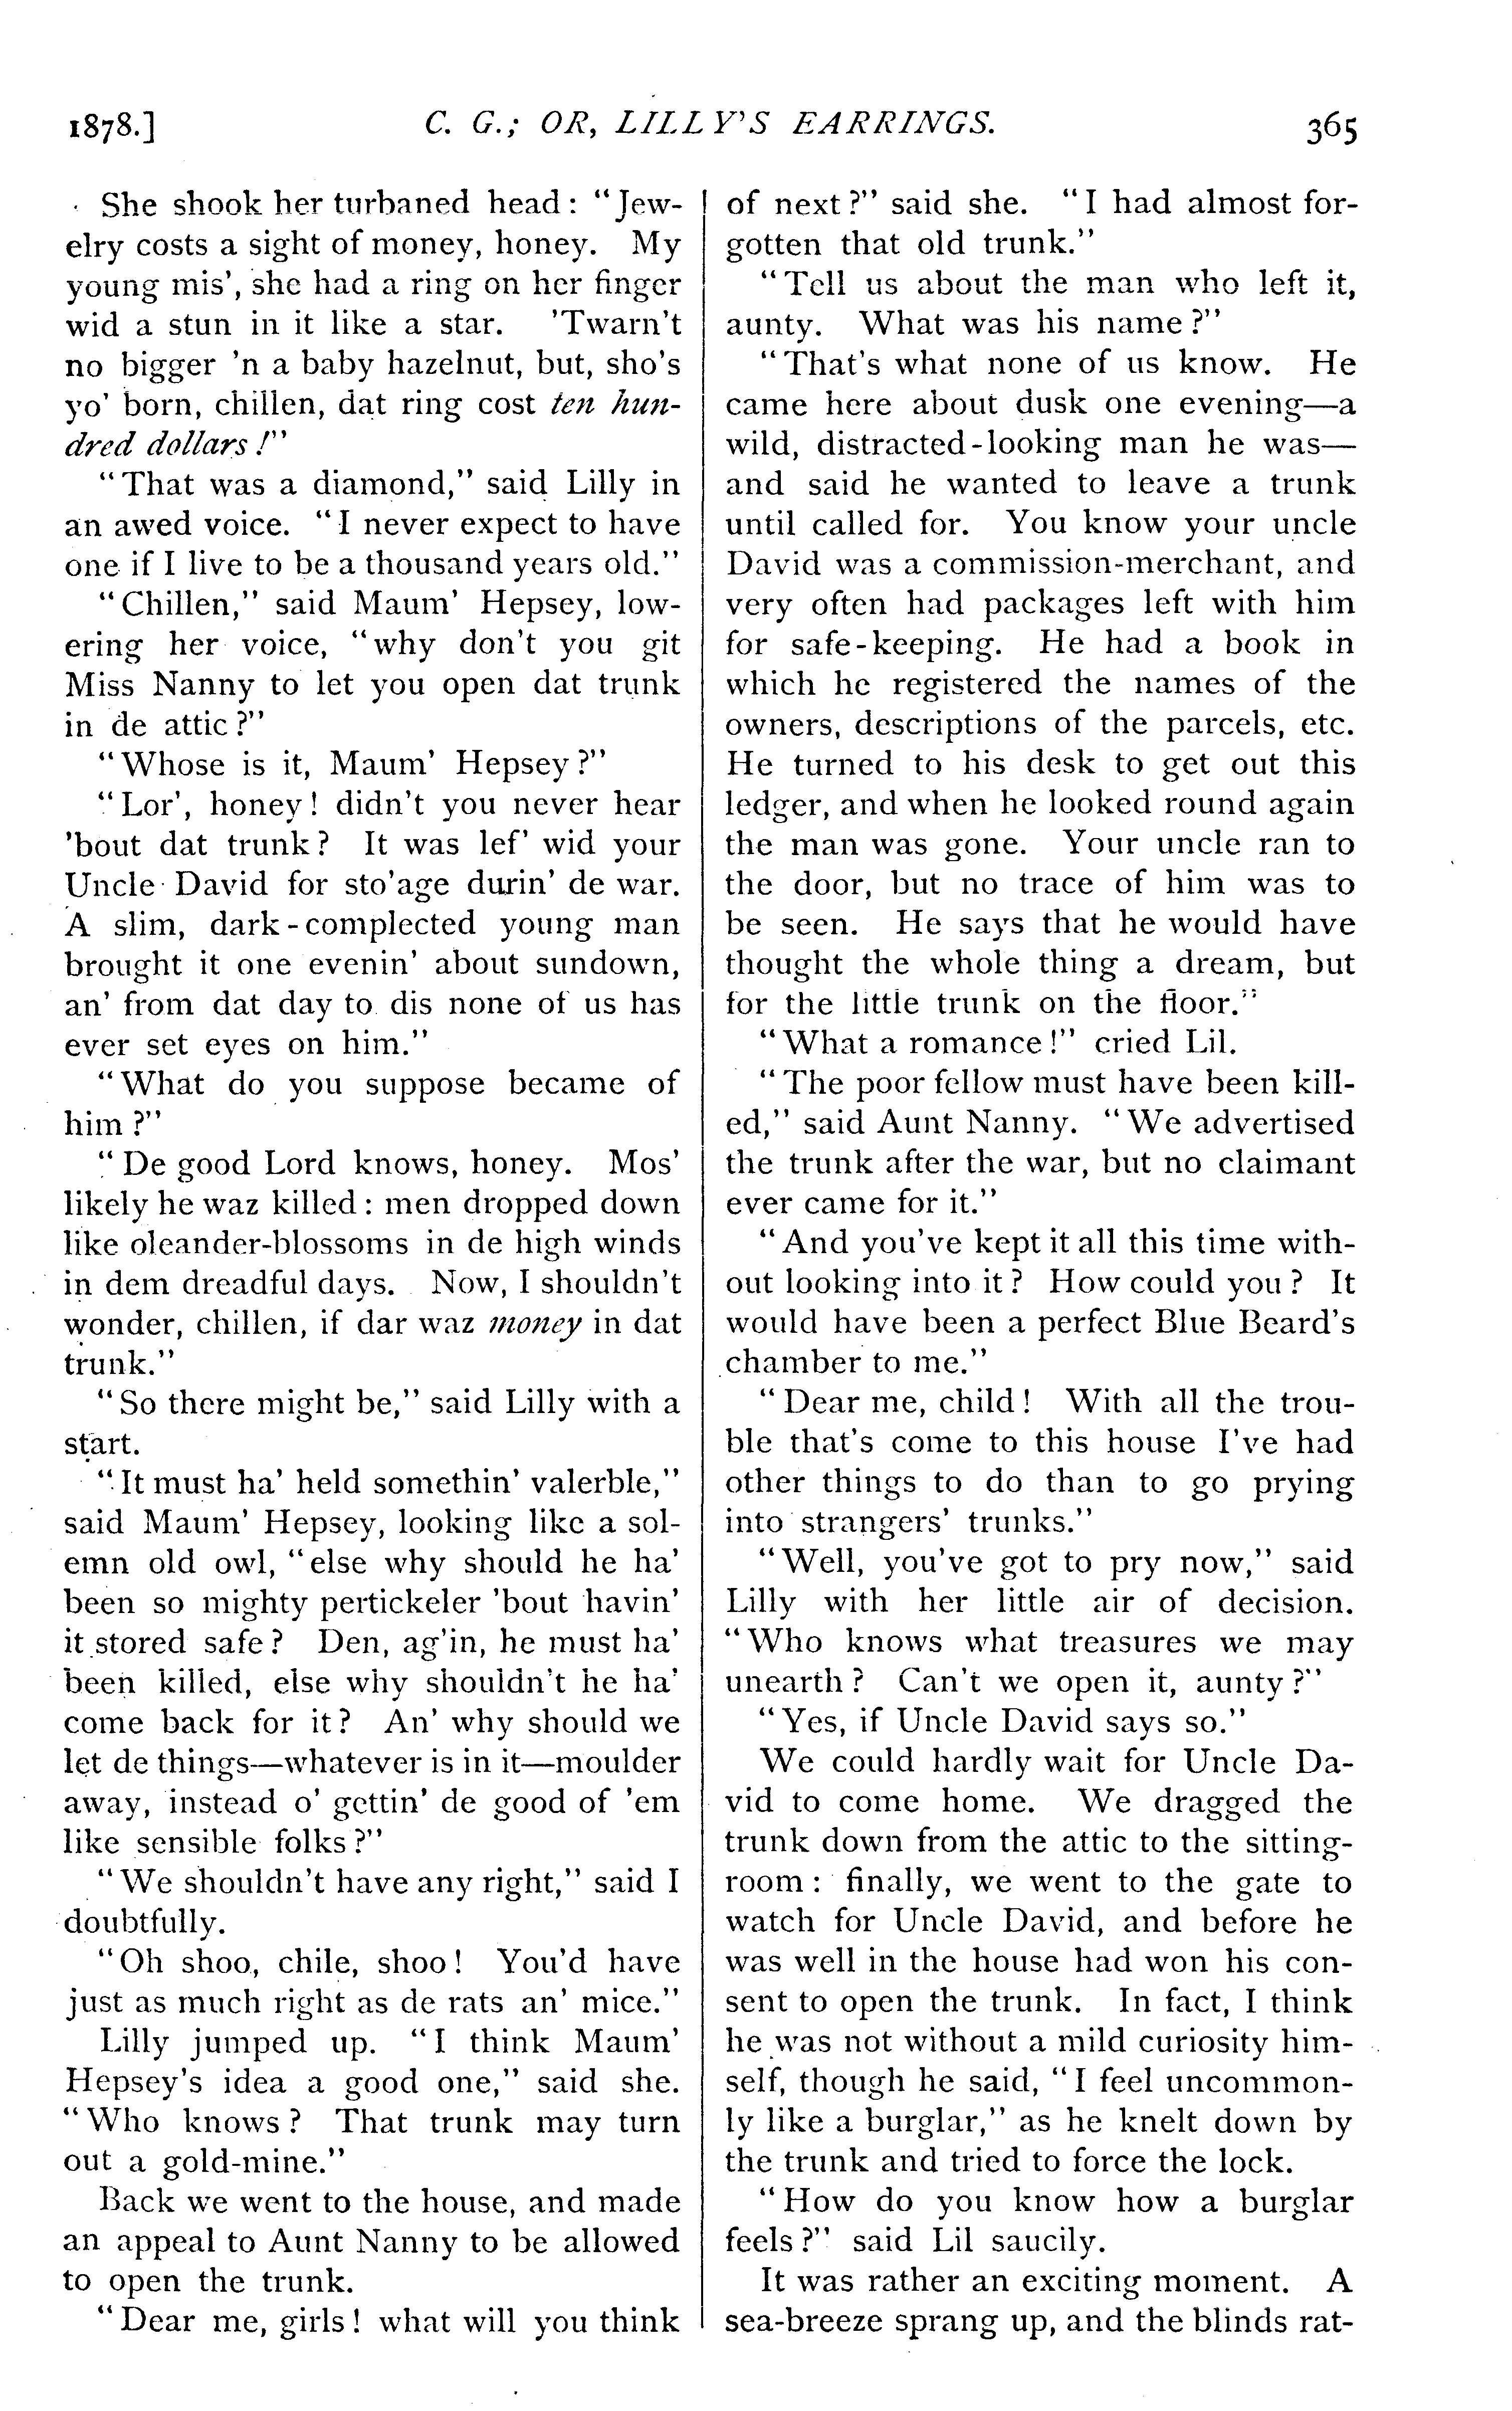 1878.] C. G.; OR, LILLY'S EARRINGS. 365
She shook her turbaned head: "Jew-
elry costs a sight of money, honey. My
young mis', she had a ring on her finger
wid a stun in it like a star. 'Twarn't
no bigger 'n a baby hazelnut, but, sho's
yo' born, chillen, dat ring cost ten hun-
dred dollars!"
"That was a diamond," said Lilly in
an awed voice. "I never expect to have
one if I live to be a thousand years old."
"Chillen," said Maum' Hepsey, low-
ering her voice, "why don't you git
Miss Nanny to let you open dat trunk
in de attic?"
"Whose is it, Maum' Hepsey?"
"Lor', honey! didn't you never hear
'bout dat trunk? It was lef' wid your
Uncle David for sto'age durin' de war.
A slim, dark-complected young man
brought it one evenin' about sundown,
an' from dat day to dis none of us has
ever set eyes on him."
"What do you suppose became of
him?"
"De good Lord knows, honey. Mos'
likely he waz killed: men dropped down
like oleander-blossoms in de high winds
in dem dreadful days. Now, I shouldn't
wonder, chillen, if dar waz money in dat
trunk."
"So there might be," said Lilly with a
start.
"It must ha' held somethin' valerble,"
said Maum' Hepsey, looking like a sol-
emn old owl, "else why should he ha'
been so mighty pertickeler 'bout havin'
it stored safe? Den, ag'in, he must ha'
been killed, else why shouldn't he ha'
come back for it? An' why should we
let de things—whatever is in it—moulder
away, instead o' gettin' de good of 'em
like sensible folks?"
"We shouldn't have any right," said I
doubtfully.
"Oh shoo, chile, shoo! You'd have
just as much right as de rats an' mice."
Lilly jumped up. "I think Maum'
Hepsey's idea a good one," said she.
"Who knows? That trunk may turn
out a gold-mine."
Back we went to the house, and made
an appeal to Aunt Nanny to be allowed
to open the trunk.
"Dear me, girls! what will you think
of next?" said she. "I had almost for-
gotten that old trunk."
"Tell us about the man who left it,
aunty. What was his name?"
"That's what none of us know. He
came here about dusk one evening—a
wild, distracted-looking man he was—
and said he wanted to leave a trunk
until called for. You know your uncle
David was a commission-merchant, and
very often had packages left with him
for safe-keeping. He had a book in
which he registered the names of the
owners, descriptions of the parcels, etc.
He turned to his desk to get out this
ledger, and when he looked round again
the man was gone. Your uncle ran to
the door, but no trace of him was to
be seen. He says that he would have
thought the whole thing a dream, but
for the little trunk on the floor."
"What a romance!" cried Lil.
"The poor fellow must have been kill-
ed," said Aunt Nanny. "We advertised
the trunk after the war, but no claimant
ever came for it."
"And you've kept it all this time with-
out looking into it? How could you? It
would have been a perfect Blue Beard's
chamber to me."
"Dear me, child! With all the trou-
ble that's come to this house I've had
other things to do than to go prying
into strangers' trunks."
"Well, you've got to pry now," said
Lilly with her little air of decision.
"Who knows what treasures we may
unearth? Can't we open it, aunty?"
"Yes, if Uncle David says so."
We could hardly wait for Uncle Da-
vid to come home. We dragged the
trunk down from the attic to the sitting-
room: finally, we went to the gate to
watch for Uncle David, and before he
was well in the house had won his con-
sent to open the trunk. In fact, I think
he was not without a mild curiosity him-
self, though he said, "I feel uncommon-
ly like a burglar," as he knelt down by
the trunk and tried to force the lock.
"How do you know how a burglar
feels?" said Lil saucily.
It was rather an exciting moment. A
sea-breeze sprang up, and the blinds rat-